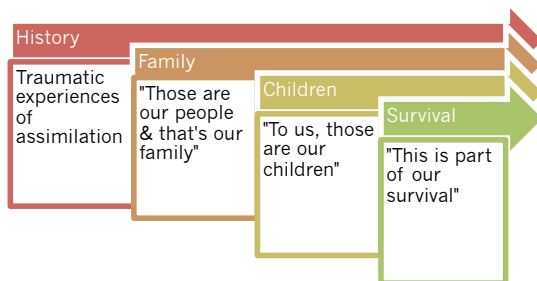 History
Traumatic
experiences
of
assimilation
Family
"Those are
our people
& that's our
family"
Children
"To us, those
are our
children"
Survival
"This is part
of our
survival"